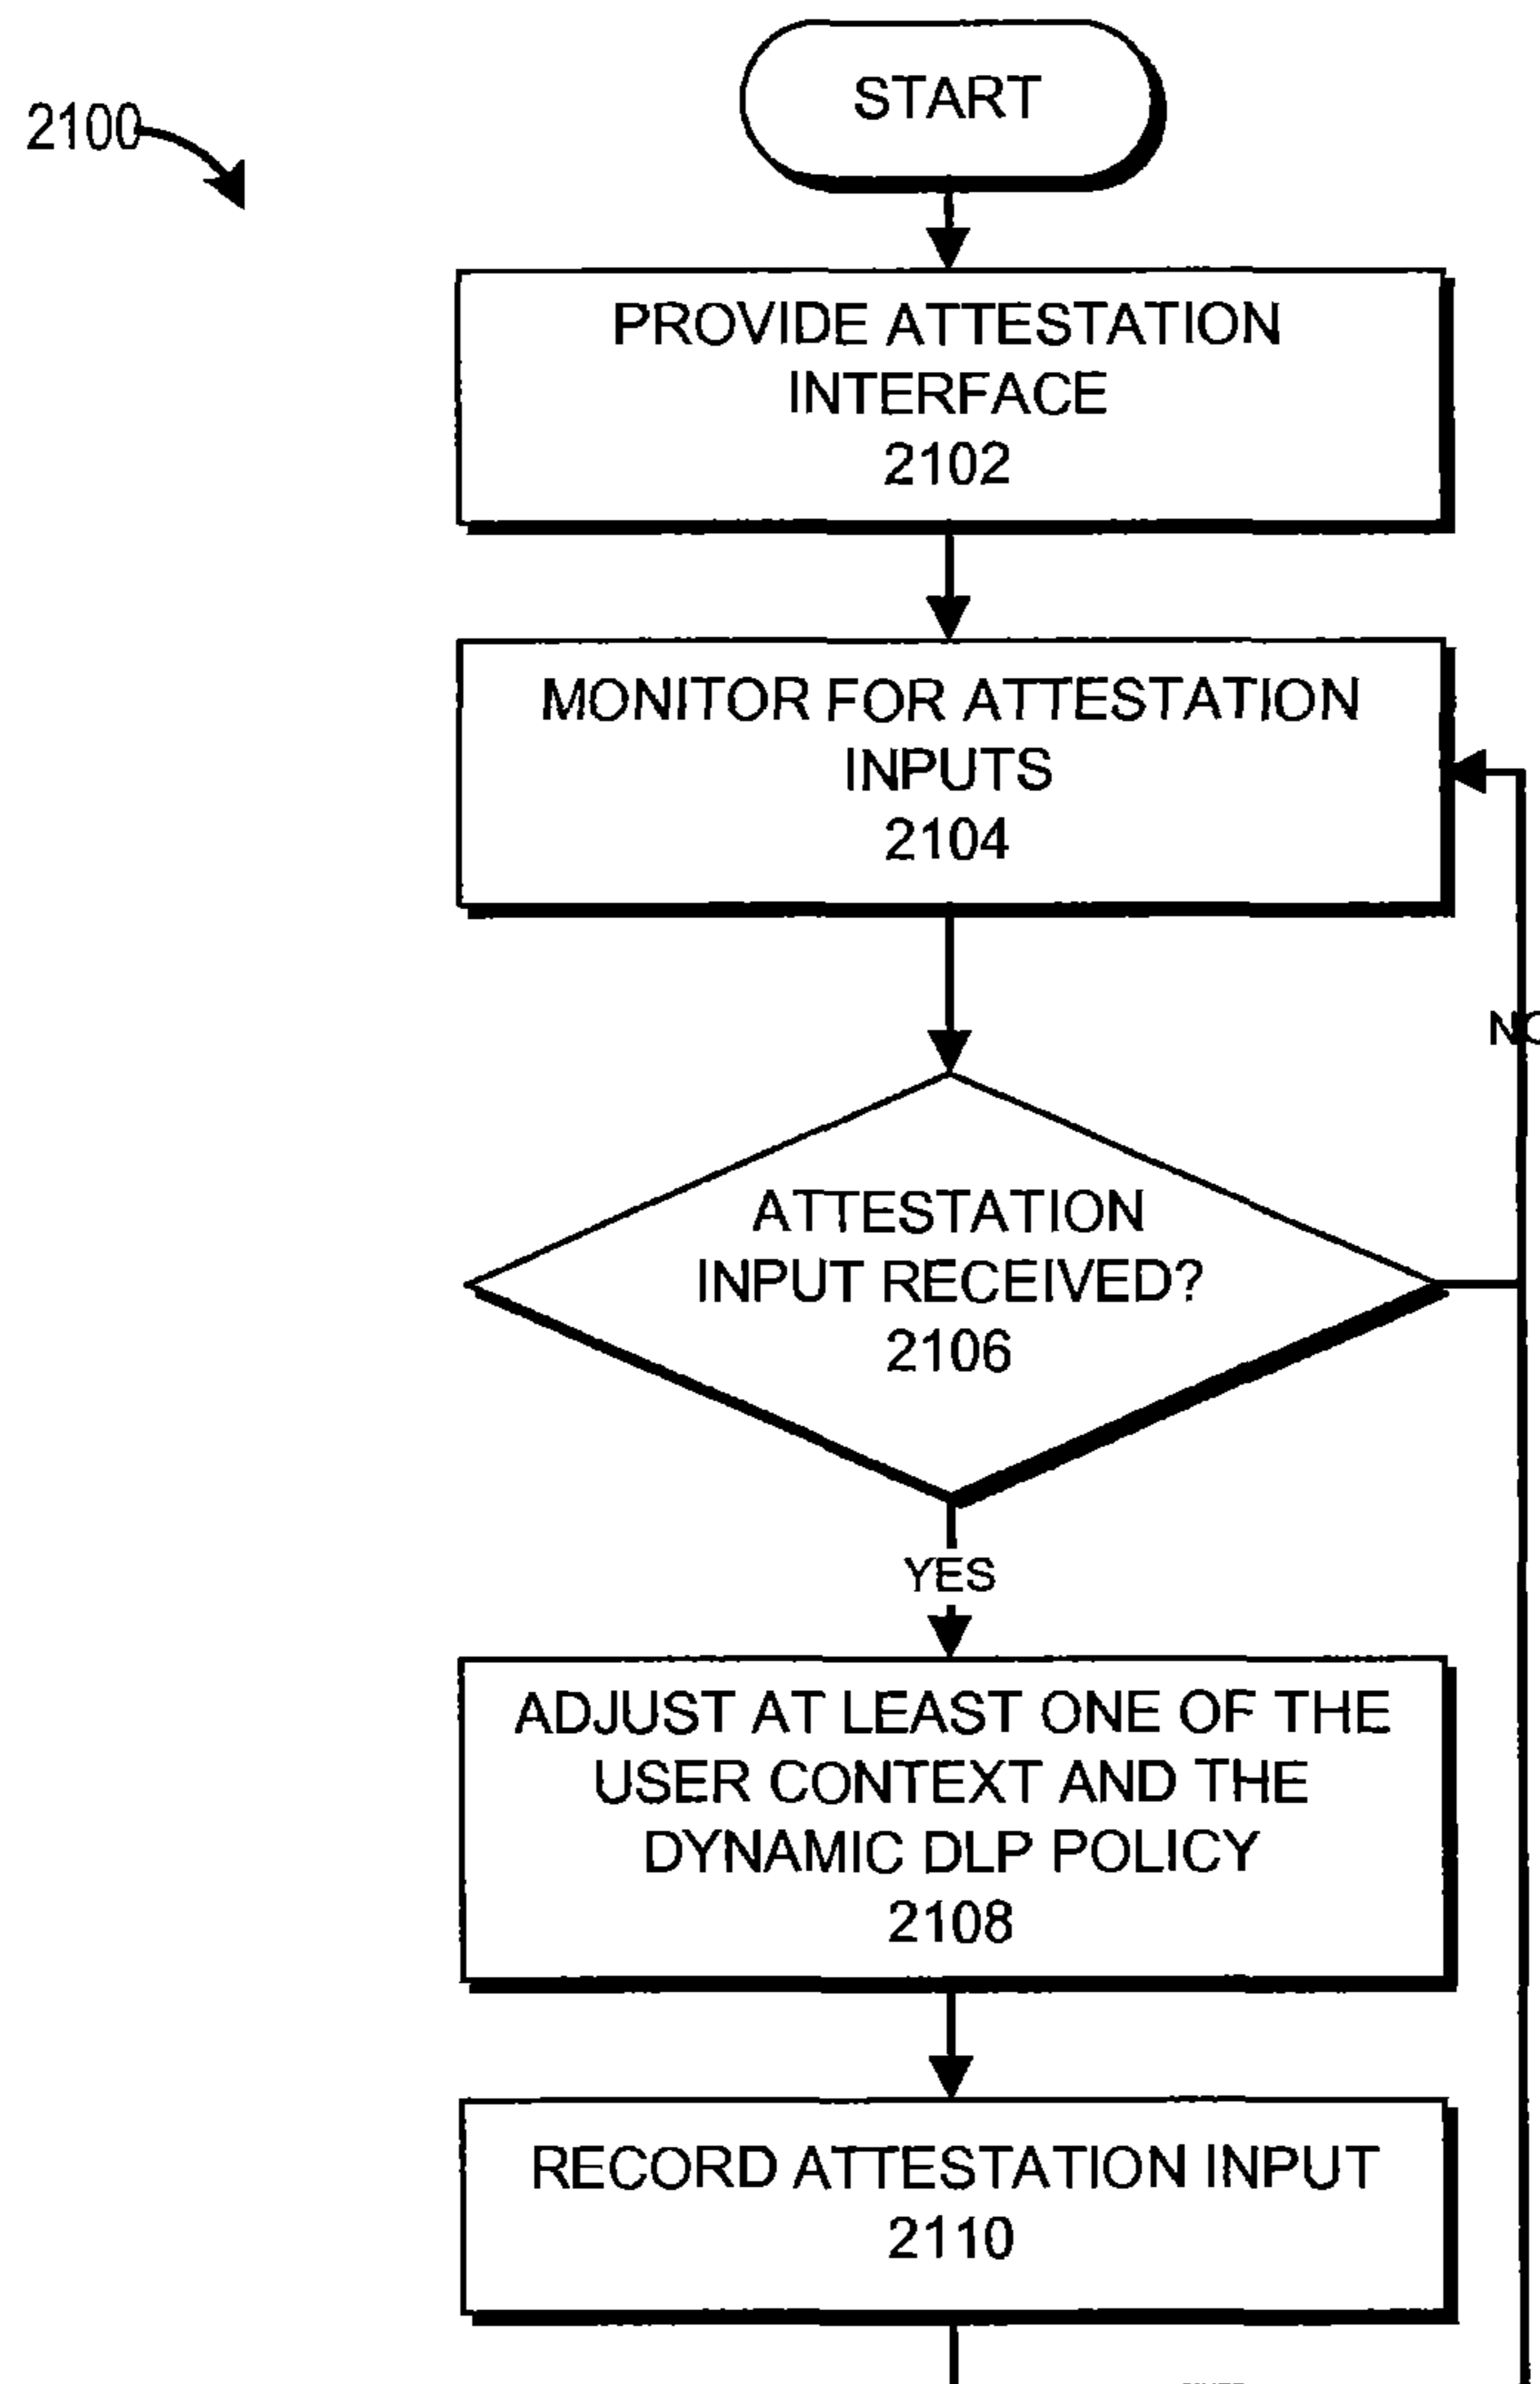 2100
START
PROVIDE ATTESTATION
INTERFACE
2102
MONITOR FOR ATTESTATION
INPUTS
2104
NO
ATTESTATION
INPUT RECEIVED?
2106
YES
ADJUST AT LEAST ONE OF THE
USER CONTEXT AND THE
DYNAMIC DLP POLICY
2108
RECORD ATTESTATION INPUT
2110